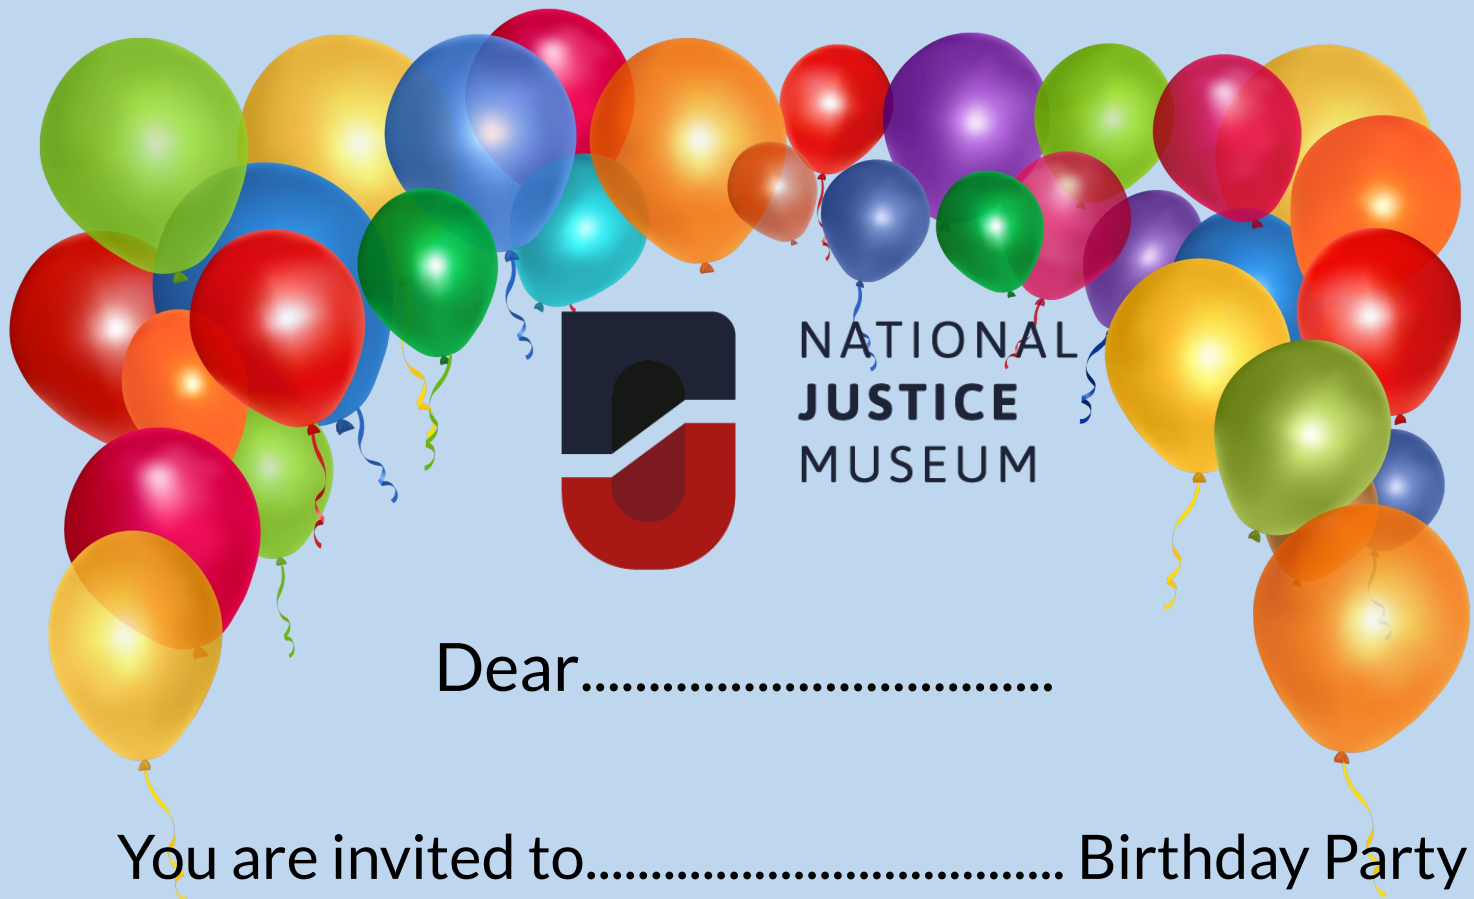 NATIONAL
JUSTICE
MUSEUM
Dear...................................
You are invited to................................... Birthday Party